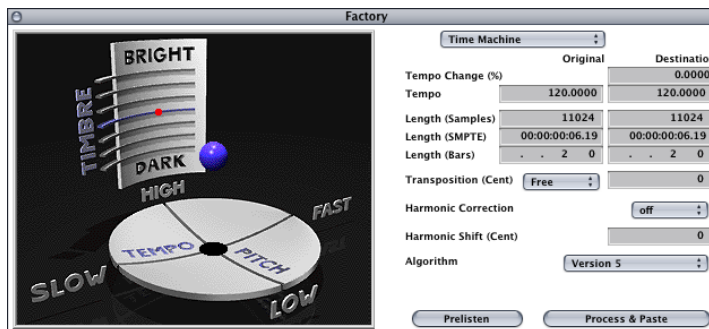 Factory
BRIGHT
TIMBRE
DARK
HIGH
FAST
TEMPO
PITCH
SLOW
LOW
Time Machine
Original Destinatio
Tempo Change (%) 0.0000
Tempo 120.0000 120.0000
Length (Samples) 11024 11024
Length (SMPTE) 00:00:00:06.19 00:00:00:06.19
Length (Bars) . . 2 0 . . 2 0
Transposition (Cent) Free 0
Harmonic Correction off
Harmonic Shift (Cent) 0
Algorithm Version 5
Prelisten Process & Paste